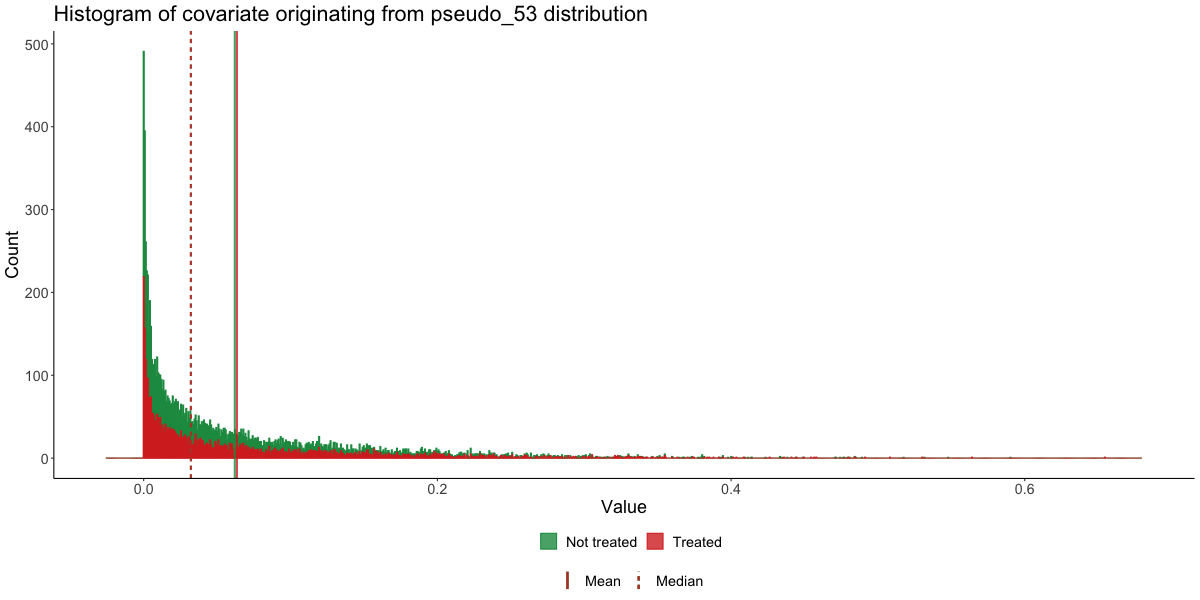 Histogram of covariate originating from pseudo_53 distribution
500
400
300
200
100
0
Count
0.0 0.2 0.4 0.6
Value
Not treated Treated
Mean Median